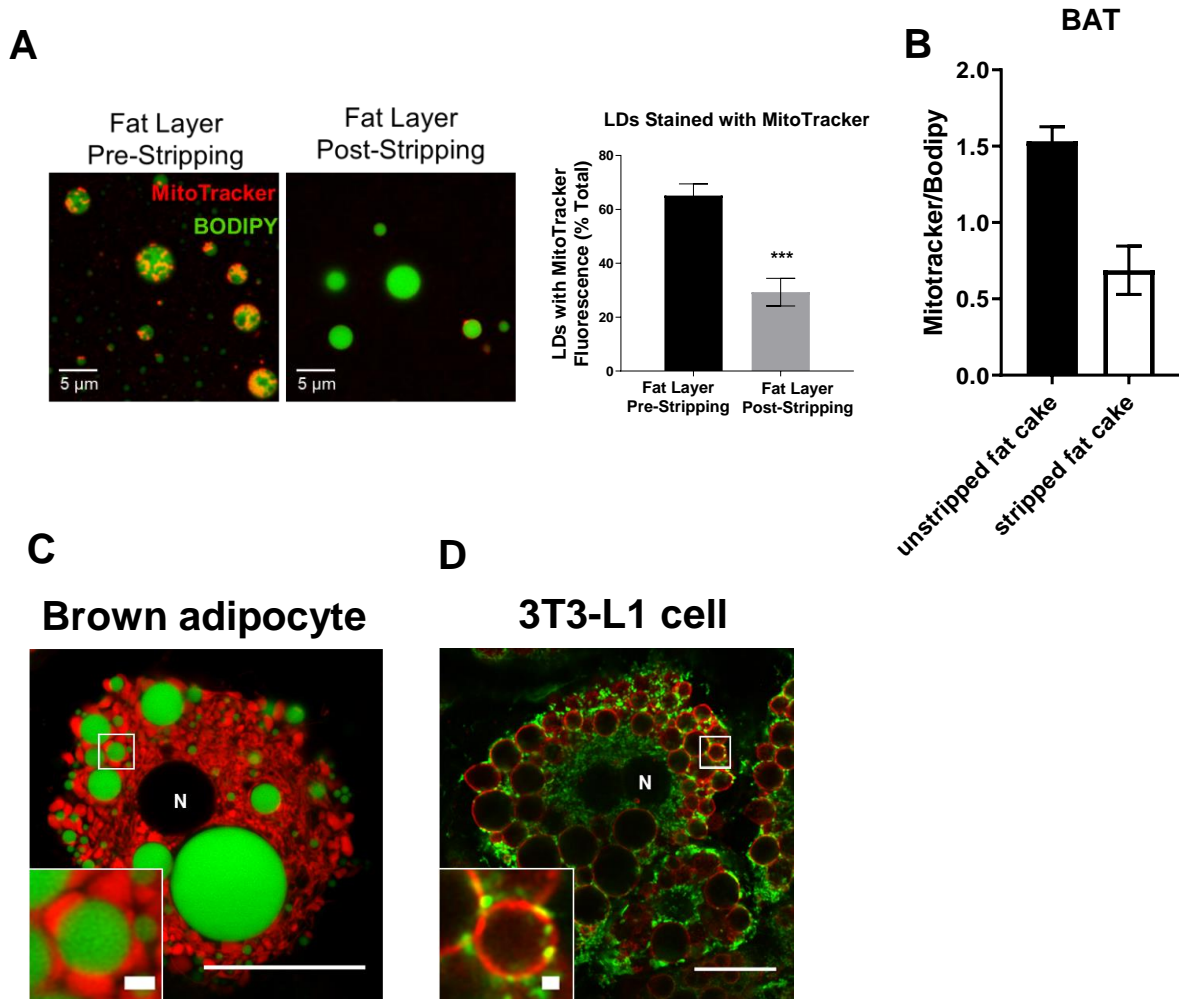 A
Fat Layer
Pre-Stripping
MitoTracker
BODIPY
5 µm
Fat Layer
Post-Stripping
5 µm
LDs Stained with MitoTracker
LDs with MitoTracker
Fluorescence (% Total)
80
60
40
20
0
***
Fat Layer
Pre-Stripping
Fat Layer
Post-Stripping
B
BAT
Mitotracker/Bodipy
2.0
1.5
1.0
0.5
0.0
unstripped fat cake
stripped fat cake
C
Brown adipocyte
N
D
3T3-L1 cell
N